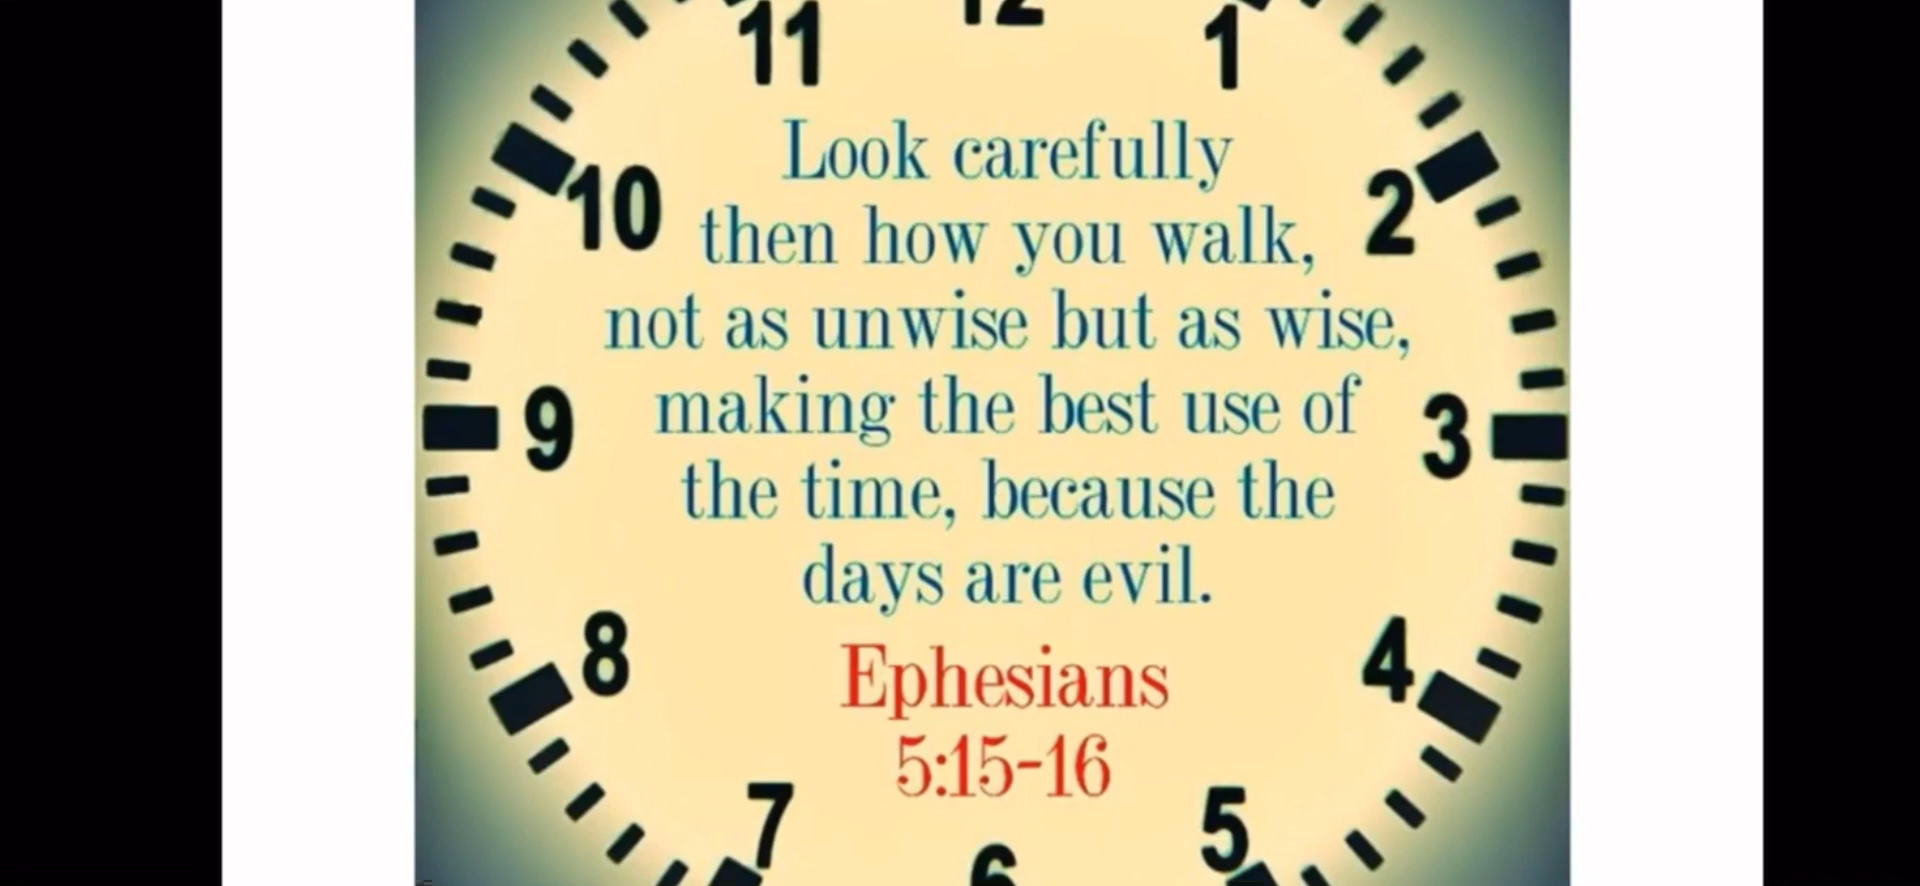 12
11
1
Look carefully
10
2
then how you walk,
not as unwise but as wise,
making the best use of
9
3
the time, because the
days are evil.
8
4
Ephesians
5:15-16
7
5
6